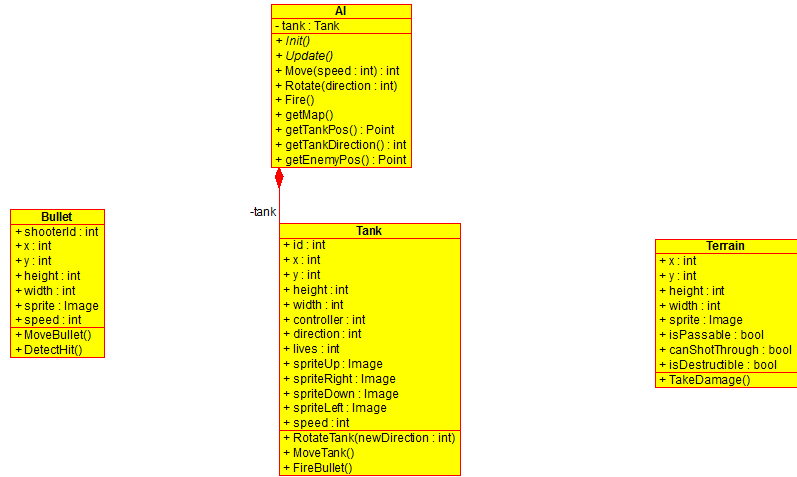 AI
- tank : Tank
+ Init()
+ Update()
+ Move(speed : int) : int
+ Rotate(direction : int)
+ Fire()
+ getMap()
+ getTankPos() : Point
+ getTankDirection() : int
+ getEnemyPos() : Point
-tank
Bullet
+ shooterId : int
+ x : int
+ y : int
+ height : int
+ width : int
+ sprite : Image
+ speed : int
+ MoveBullet()
+ DetectHit()
Tank
+ id : int
+ x : int
+ y : int
+ height : int
+ width : int
+ controller : int
+ direction : int
+ lives : int
+ spriteUp : Image
+ spriteRight : Image
+ spriteDown : Image
+ spriteLeft : Image
+ speed : int
+ RotateTank(newDirection : int)
+ MoveTank()
+ FireBullet()
Terrain
+ x : int
+ y : int
+ height : int
+ width : int
+ sprite : Image
+ isPassable : bool
+ canShotThrough : bool
+ isDestructible : bool
+ TakeDamage()